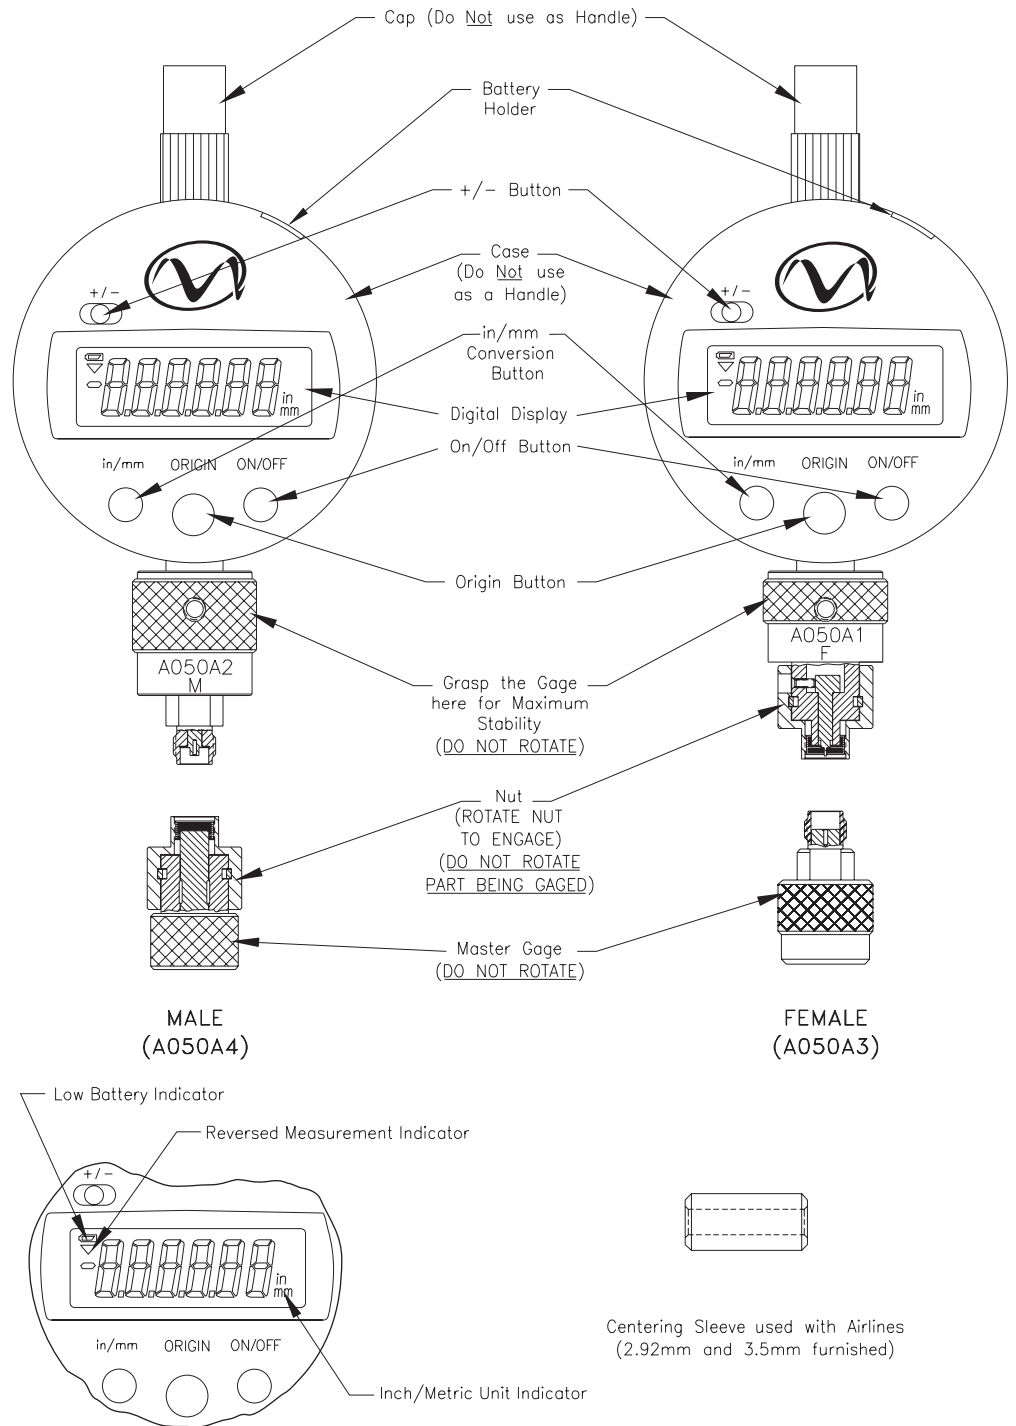 Cap (Do Not use as Handle)
Battery
Holder
+/- Button
Case
(Do Not use
as a Handle)
+/-
+/-
in/mm
Conversion
Button
in
mm
in
mm
Digital Display
On/Off Button
in/mm ORIGIN ON/OFF
in/mm ORIGIN ON/OFF
Origin Button
A050A2
M
A050A1
F
Grasp the Gage
here for Maximum
Stability
(DO NOT ROTATE)
Nut
(ROTATE NUT
TO ENGAGE)
(DO NOT ROTATE
PART BEING GAGED)
Master Gage
(DO NOT ROTATE)
MALE
(A050A4)
FEMALE
(A050A3)
Low Battery Indicator
Reversed Measurement Indicator
+/-
in
mm
in/mm ORIGIN ON/OFF
Inch/Metric Unit Indicator
Centering Sleeve used with Airlines
(2.92mm and 3.5mm furnished)